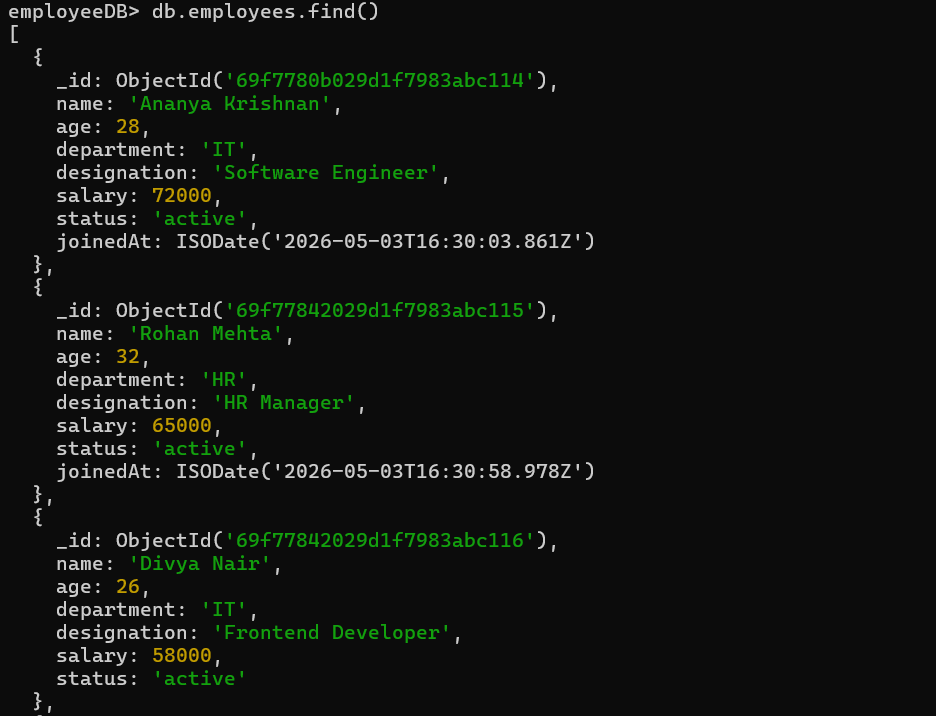 employeeDB> db.employees.find()
[
  {
    _id: ObjectId('69f7780b029d1f7983abc114'),
    name: 'Ananya Krishnan',
    age: 28,
    department: 'IT',
    designation: 'Software Engineer',
    salary: 72000,
    status: 'active',
    joinedAt: ISODate('2026-05-03T16:30:03.861Z')
  },
  {
    _id: ObjectId('69f77842029d1f7983abc115'),
    name: 'Rohan Mehta',
    age: 32,
    department: 'HR',
    designation: 'HR Manager',
    salary: 65000,
    status: 'active',
    joinedAt: ISODate('2026-05-03T16:30:58.978Z')
  },
  {
    _id: ObjectId('69f77842029d1f7983abc116'),
    name: 'Divya Nair',
    age: 26,
    department: 'IT',
    designation: 'Frontend Developer',
    salary: 58000,
    status: 'active'
  },